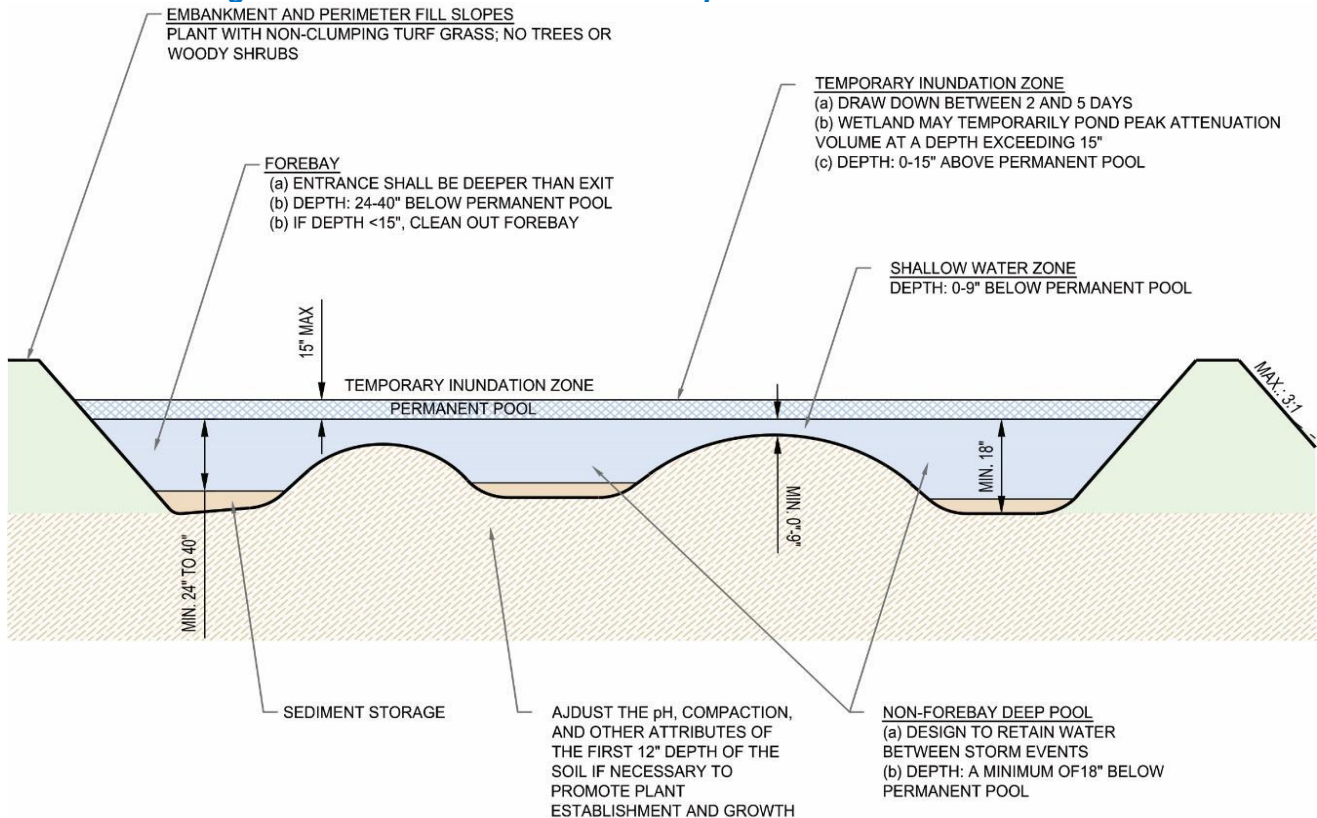 EMBANKMENT AND PERIMETER FILL SLOPES
PLANT WITH NON-CLUMPING TURF GRASS; NO TREES OR
WOODY SHRUBS
TEMPORARY INUNDATION ZONE
(a) DRAW DOWN BETWEEN 2 AND 5 DAYS
(b) WETLAND MAY TEMPORARILY POND PEAK ATTENUATION
VOLUME AT A DEPTH EXCEEDING 15"
(c) DEPTH: 0-15" ABOVE PERMANENT POOL
FOREBAY
(a) ENTRANCE SHALL BE DEEPER THAN EXIT
(b) DEPTH: 24-40" BELOW PERMANENT POOL
(b) IF DEPTH <15", CLEAN OUT FOREBAY
SHALLOW WATER ZONE
DEPTH: 0-9" BELOW PERMANENT POOL
15" MAX
TEMPORARY INUNDATION ZONE
PERMANENT POOL
MAX.: 3:1
MIN. 18"
MIN. 0"-9"
MIN. 24" TO 40"
SEDIMENT STORAGE
AJDUST THE pH, COMPACTION,
AND OTHER ATTRIBUTES OF
THE FIRST 12" DEPTH OF THE
SOIL IF NECESSARY TO
PROMOTE PLANT
ESTABLISHMENT AND GROWTH
NON-FOREBAY DEEP POOL
(a) DESIGN TO RETAIN WATER
BETWEEN STORM EVENTS
(b) DEPTH: A MINIMUM OF18" BELOW
PERMANENT POOL